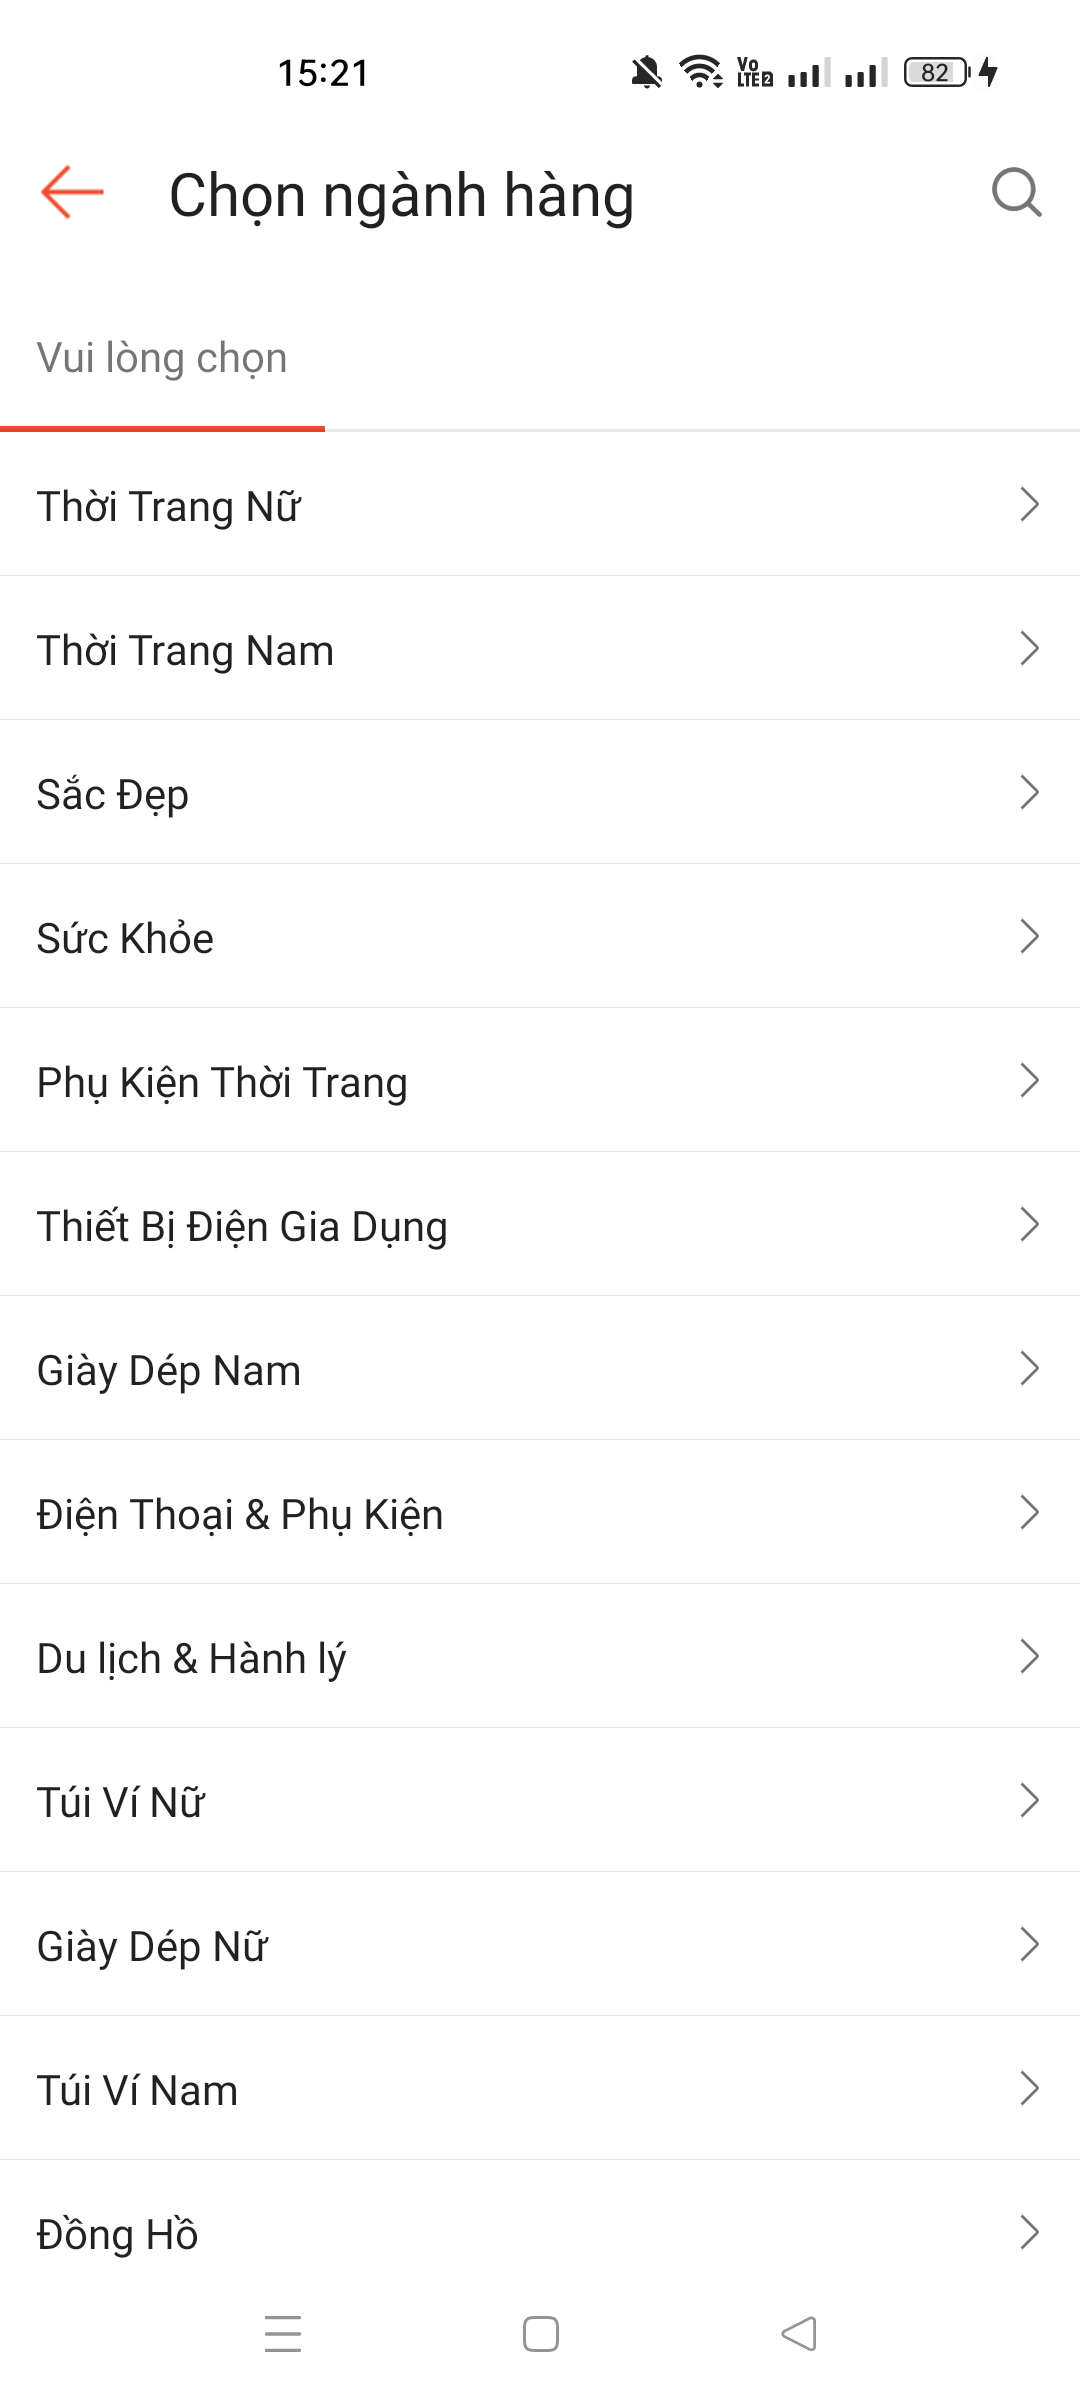 15:21
Vo
LTE 2
82
Chọn ngành hàng
Vui lòng chọn
Thời Trang Nữ
Thời Trang Nam
Sắc Đẹp
Sức Khỏe
Phụ Kiện Thời Trang
Thiết Bị Điện Gia Dụng
Giày Dép Nam
Điện Thoại & Phụ Kiện
Du lịch & Hành lý
Túi Ví Nữ
Giày Dép Nữ
Túi Ví Nam
Đồng Hồ